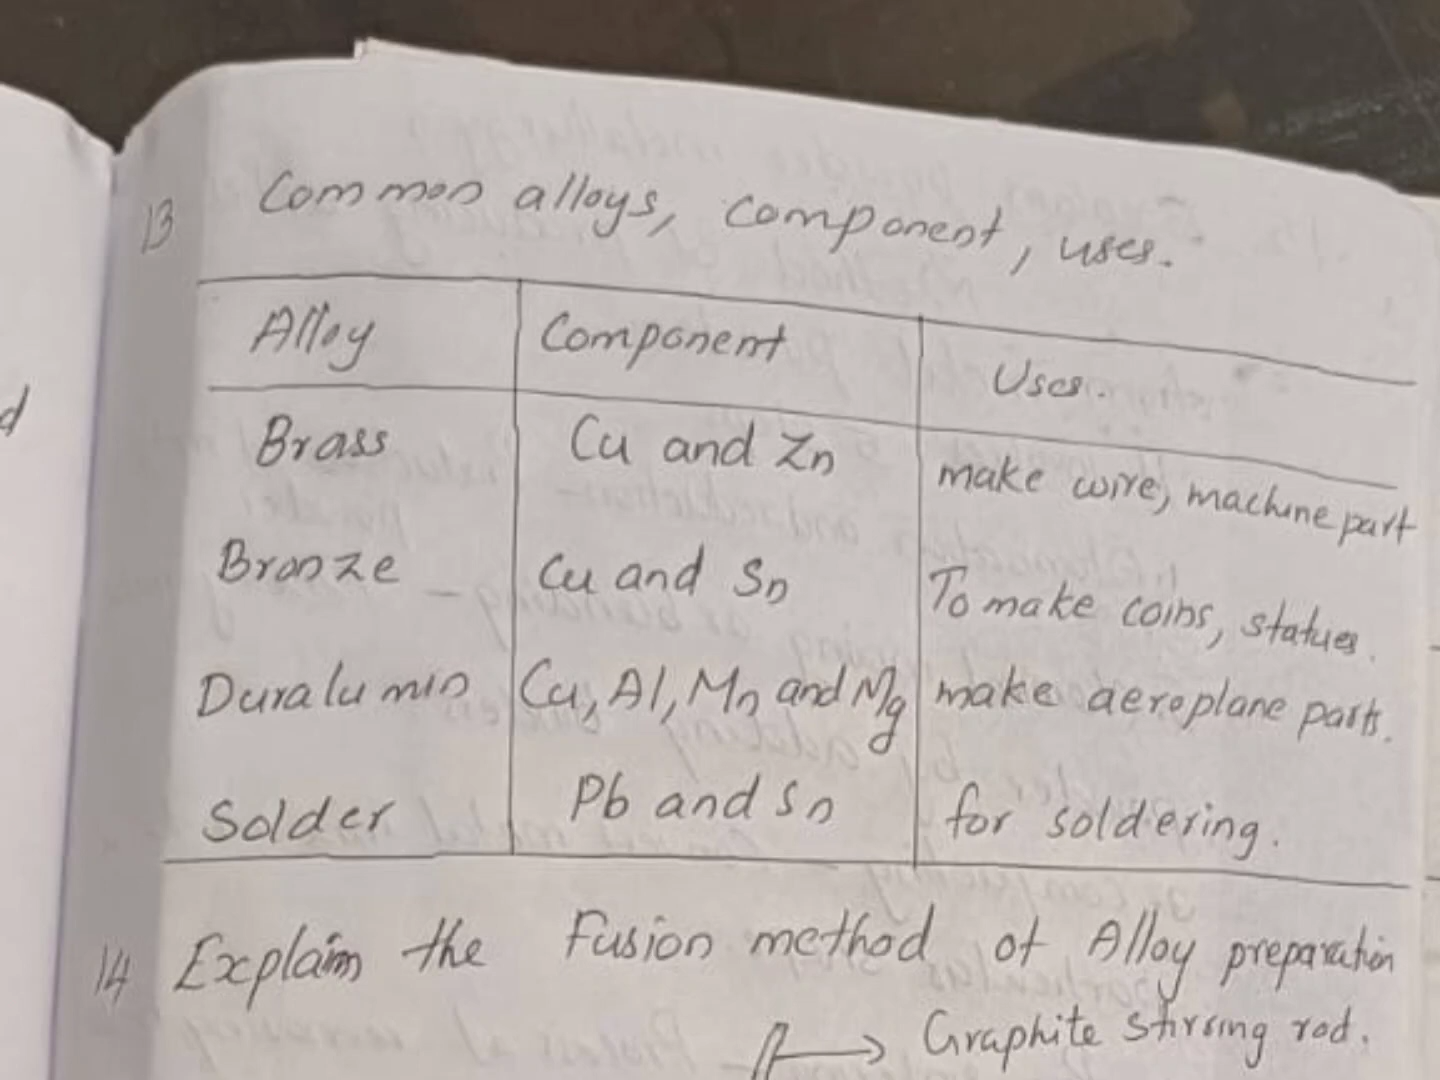 13 Common alloys, component, uses.
Alloy Component Uses.
Brass Cu and Zn make wire, machine part
Bronze Cu and Sn To make coins, statues.
Duralumin Cu, Al, Mn and Mg make aeroplane parts.
Solder Pb and Sn for soldering.
14 Explain the Fusion method of Alloy preparation
Graphite stirring rod.